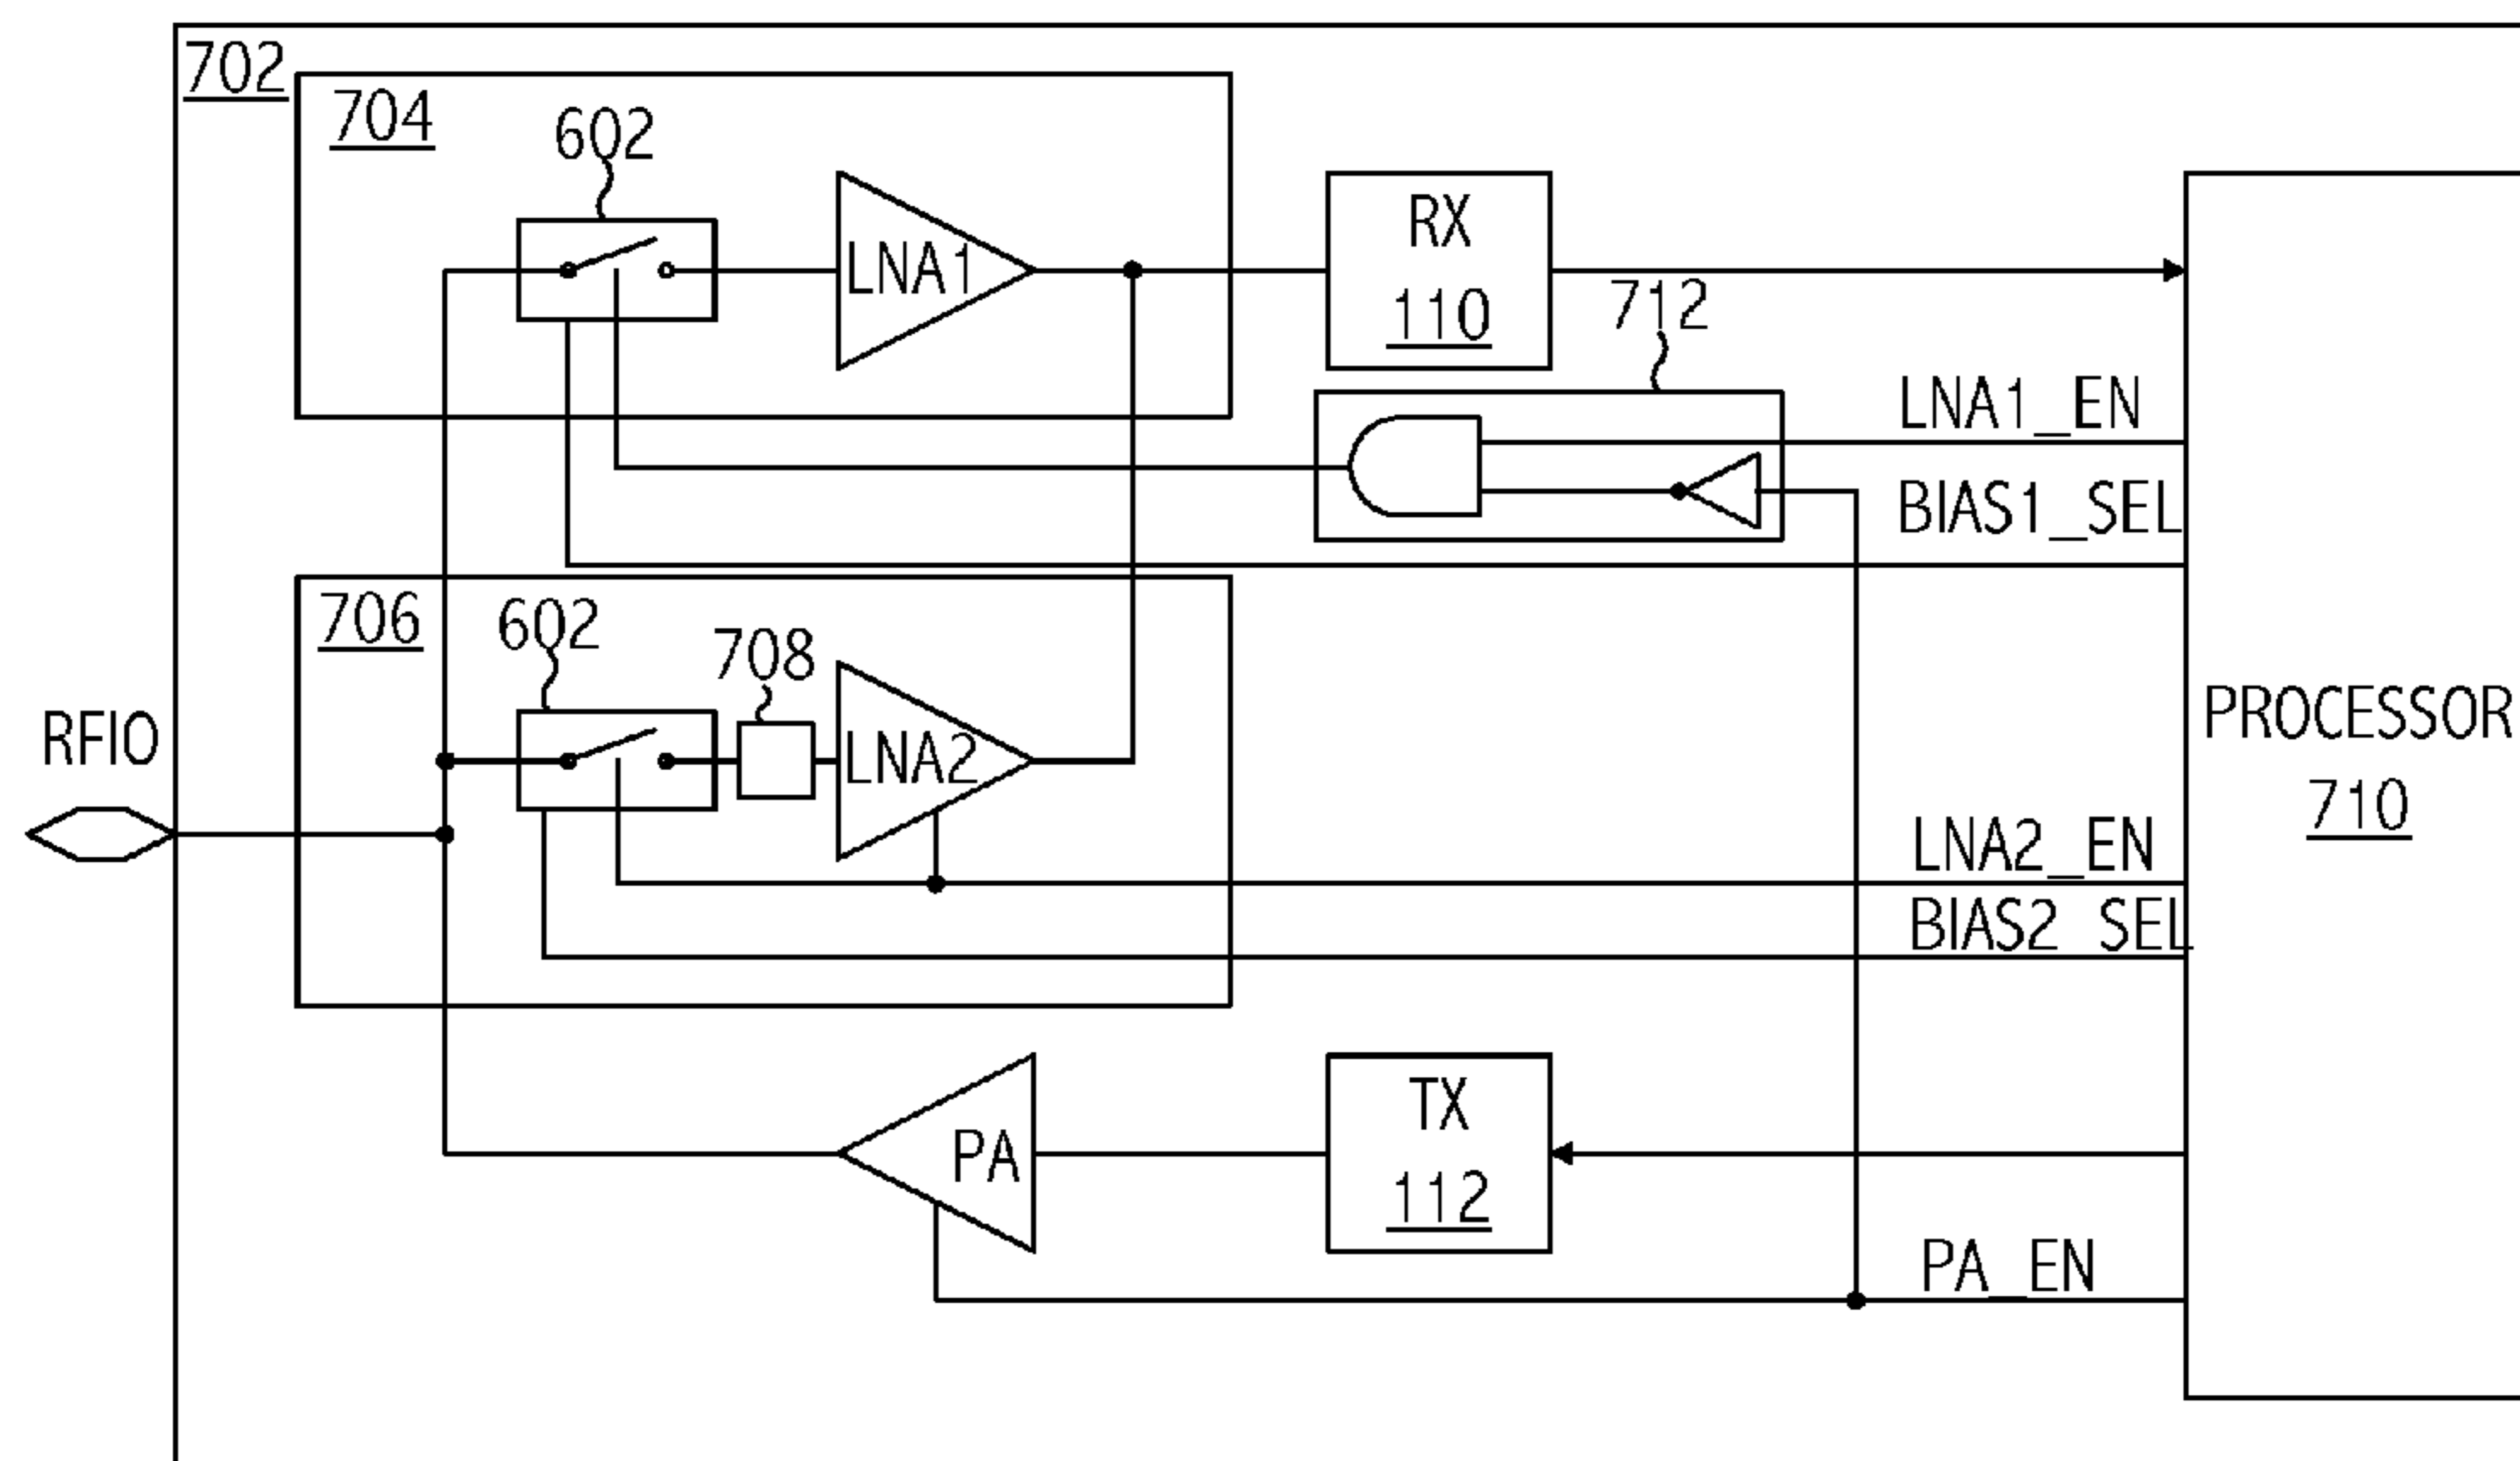 702
704
602
LNA1
RX
110
712
LNA1_EN
BIAS1_SEL
706
602
708
LNA2
RFIO
PROCESSOR
710
LNA2_EN
BIAS2_SEL
PA
TX
112
PA_EN